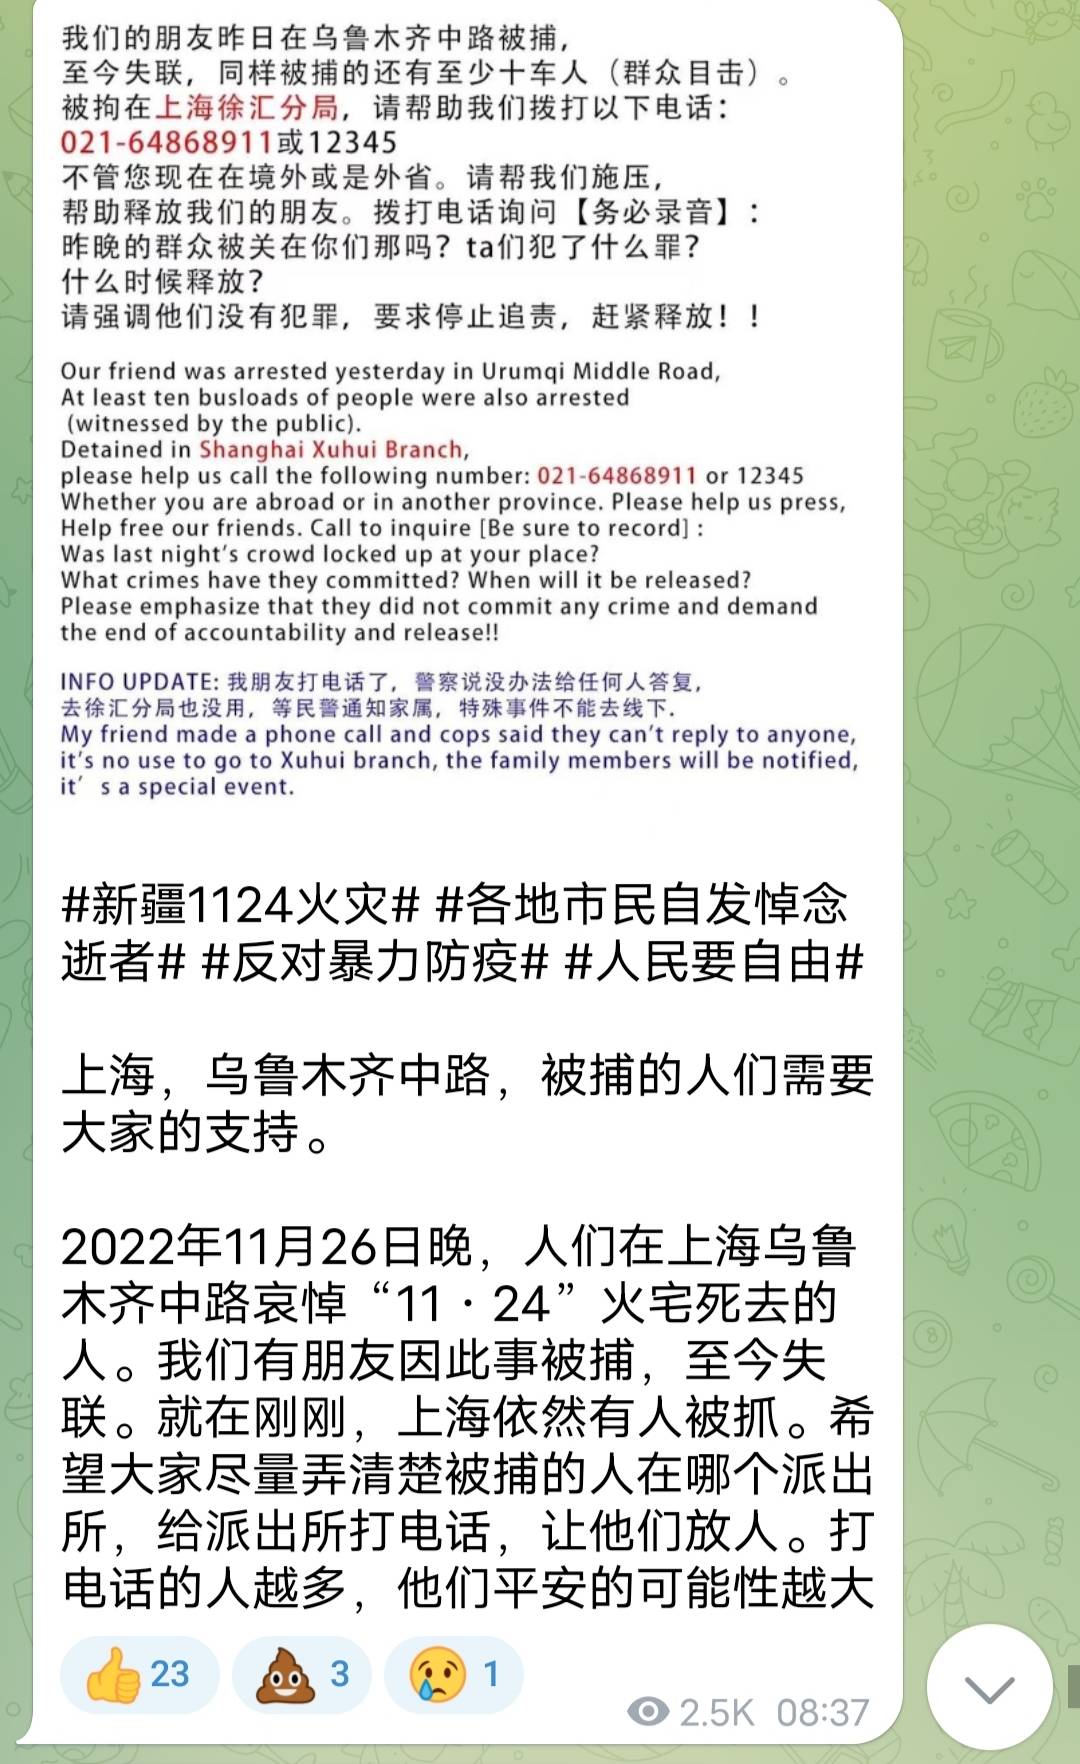 我们的朋友昨日在乌鲁木齐中路被捕，
至今失联，同样被捕的还有至少十车人（群众目击）。
被拘在上海徐汇分局，请帮助我们拨打以下电话：
021-64868911或12345
不管您现在在境外或是外省。请帮我们施压，
帮助释放我们的朋友。拨打电话询问【务必录音】：
昨晚的群众被关在你们那吗？ta们犯了什么罪？
什么时候释放？
请强调他们没有犯罪，要求停止追责，赶紧释放！！
Our friend was arrested yesterday in Urumqi Middle Road,
At least ten busloads of people were also arrested
(witnessed by the public).
Detained in Shanghai Xuhui Branch,
please help us call the following number: 021-64868911 or 12345
Whether you are abroad or in another province. Please help us press,
Help free our friends. Call to inquire [Be sure to record] :
Was last night's crowd locked up at your place?
What crimes have they committed? When will it be released?
Please emphasize that they did not commit any crime and demand
the end of accountability and release!!
INFO UPDATE: 我朋友打电话了，警察说没办法给任何人答复，
去徐汇分局也没用，等民警通知家属，特殊事件不能去线下.
My friend made a phone call and cops said they can't reply to anyone,
it's no use to go to Xuhui branch, the family members will be notified,
it's a special event.
#新疆1124火灾# #各地市民自发悼念
逝者# #反对暴力防疫# #人民要自由#
上海，乌鲁木齐中路，被捕的人们需要
大家的支持。
2022年11月26日晚，人们在上海乌鲁
木齐中路哀悼“11·24”火宅死去的
人。我们有朋友因此事被捕，至今失
联。就在刚刚，上海依然有人被抓。希
望大家尽量弄清楚被捕的人在哪个派出
所，给派出所打电话，让他们放人。打
电话的人越多，他们平安的可能性越大
23 3 1
2.5K 08:37